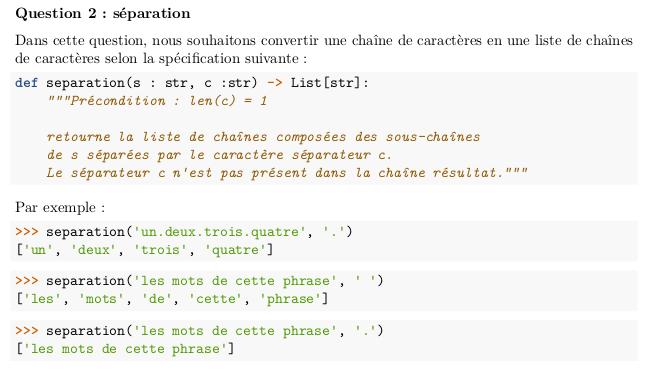 Question 2 : séparation
Dans cette question, nous souhaitons convertir une chaîne de caractères en une liste de chaînes
de caractères selon la spécification suivante :
def separation(s : str, c :str) -> List[str]:
"""Précondition : len(c) = 1
retourne la liste de chaînes composées des sous-chaînes
de s séparées par le caractère séparateur c.
Le séparateur c n'est pas présent dans la chaîne résultat."""
Par exemple :
>>> separation('un.deux.trois.quatre', '.')
['un', 'deux', 'trois', 'quatre']
>>> separation('les mots de cette phrase', ' ')
['les', 'mots', 'de', 'cette', 'phrase']
>>> separation('les mots de cette phrase', '.')
['les mots de cette phrase']